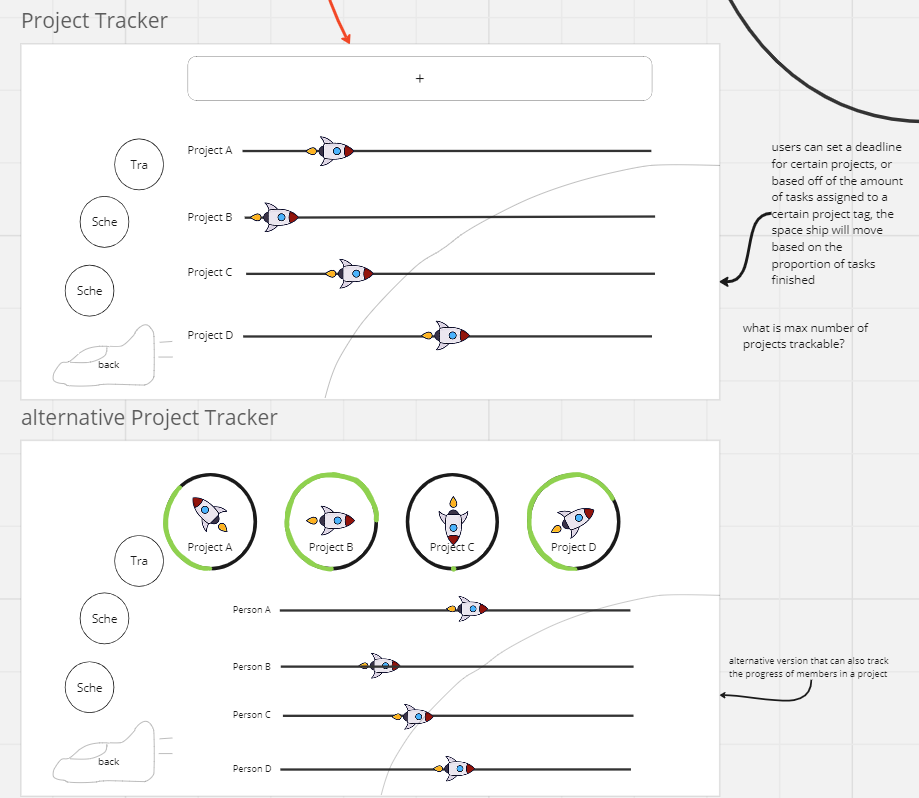 Project Tracker
+
Project A
Tra
Project B
Sche
Project C
Sche
Project D
back
users can set a deadline
for certain projects, or
based off of the amount
of tasks assigned to a
certain project tag, the
space ship will move
based on the
proportion of tasks
finished
what is max number of
projects trackable?
alternative Project Tracker
Project A
Project B
Project C
Project D
Tra
Sche
Sche
back
Person A
Person B
Person C
Person D
alternative version that can also track
the progress of members in a project